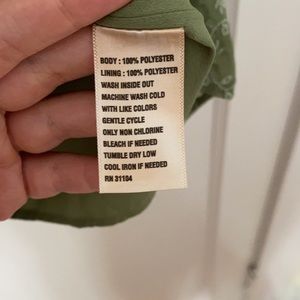 BODY : 100% POLYESTER
LINING : 100% POLYESTER
WASH INSIDE OUT
MACHINE WASH COLD
WITH LIKE COLORS
GENTLE CYCLE
ONLY NON CHLORINE
BLEACH IF NEEDED
TUMBLE DRY LOW
COOL IRON IF NEEDED
RN 31184